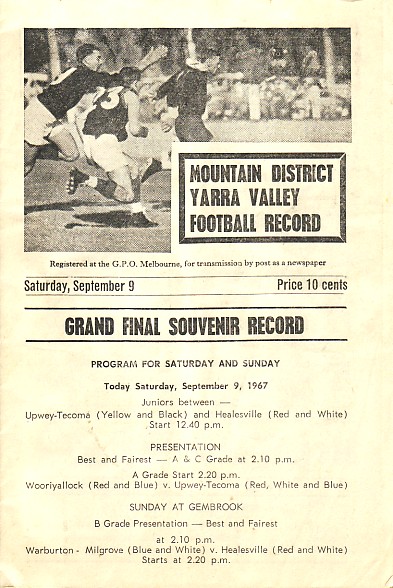 23
MOUNTAIN DISTRICT
YARRA VALLEY
FOOTBALL RECORD
Registered at the G.P.O. Melbourne, for transmission by post as a newspaper
Saturday, September 9 Price 10 cents
GRAND FINAL SOUVENIR RECORD
PROGRAM FOR SATURDAY AND SUNDAY
Today Saturday, September 9, 1967
Juniors between —
Upwey-Tecoma (Yellow and Black) and Healesville (Red and White)
Start 12.40 p.m.
PRESENTATION
Best and Fairest — A & C Grade at 2.10 p.m.
A Grade Start 2.20 p.m.
Wooriyallock (Red and Blue) v. Upwey-Tecoma (Red, White and Blue)
SUNDAY AT GEMBROOK
B Grade Presentation — Best and Fairest
at 2.10 p.m.
Warburton - Milgrove (Blue and White) v. Healesville (Red and White)
Starts at 2.20 p.m.